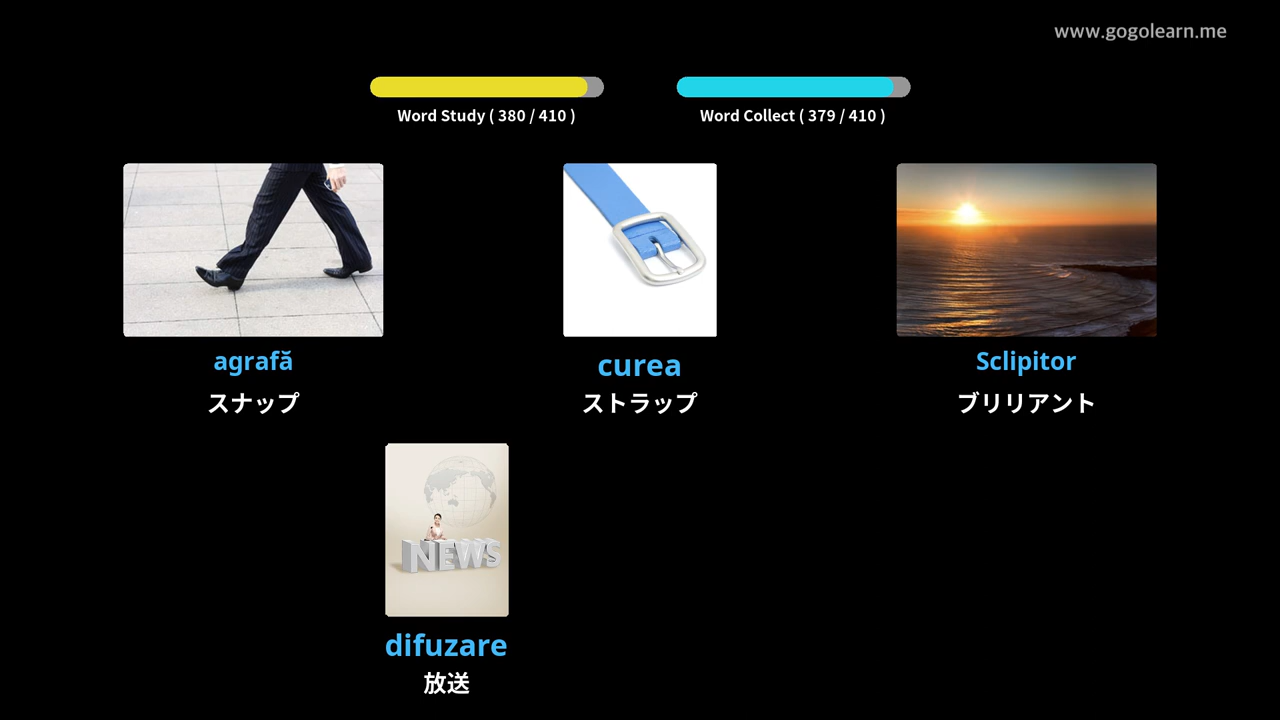 www.gogolearn.me
Word Study ( 380 / 410 )
Word Collect ( 379 / 410 )
agrafă
スナップ
curea
ストラップ
Sclipitor
ブリリアント
NEWS
difuzare
放送